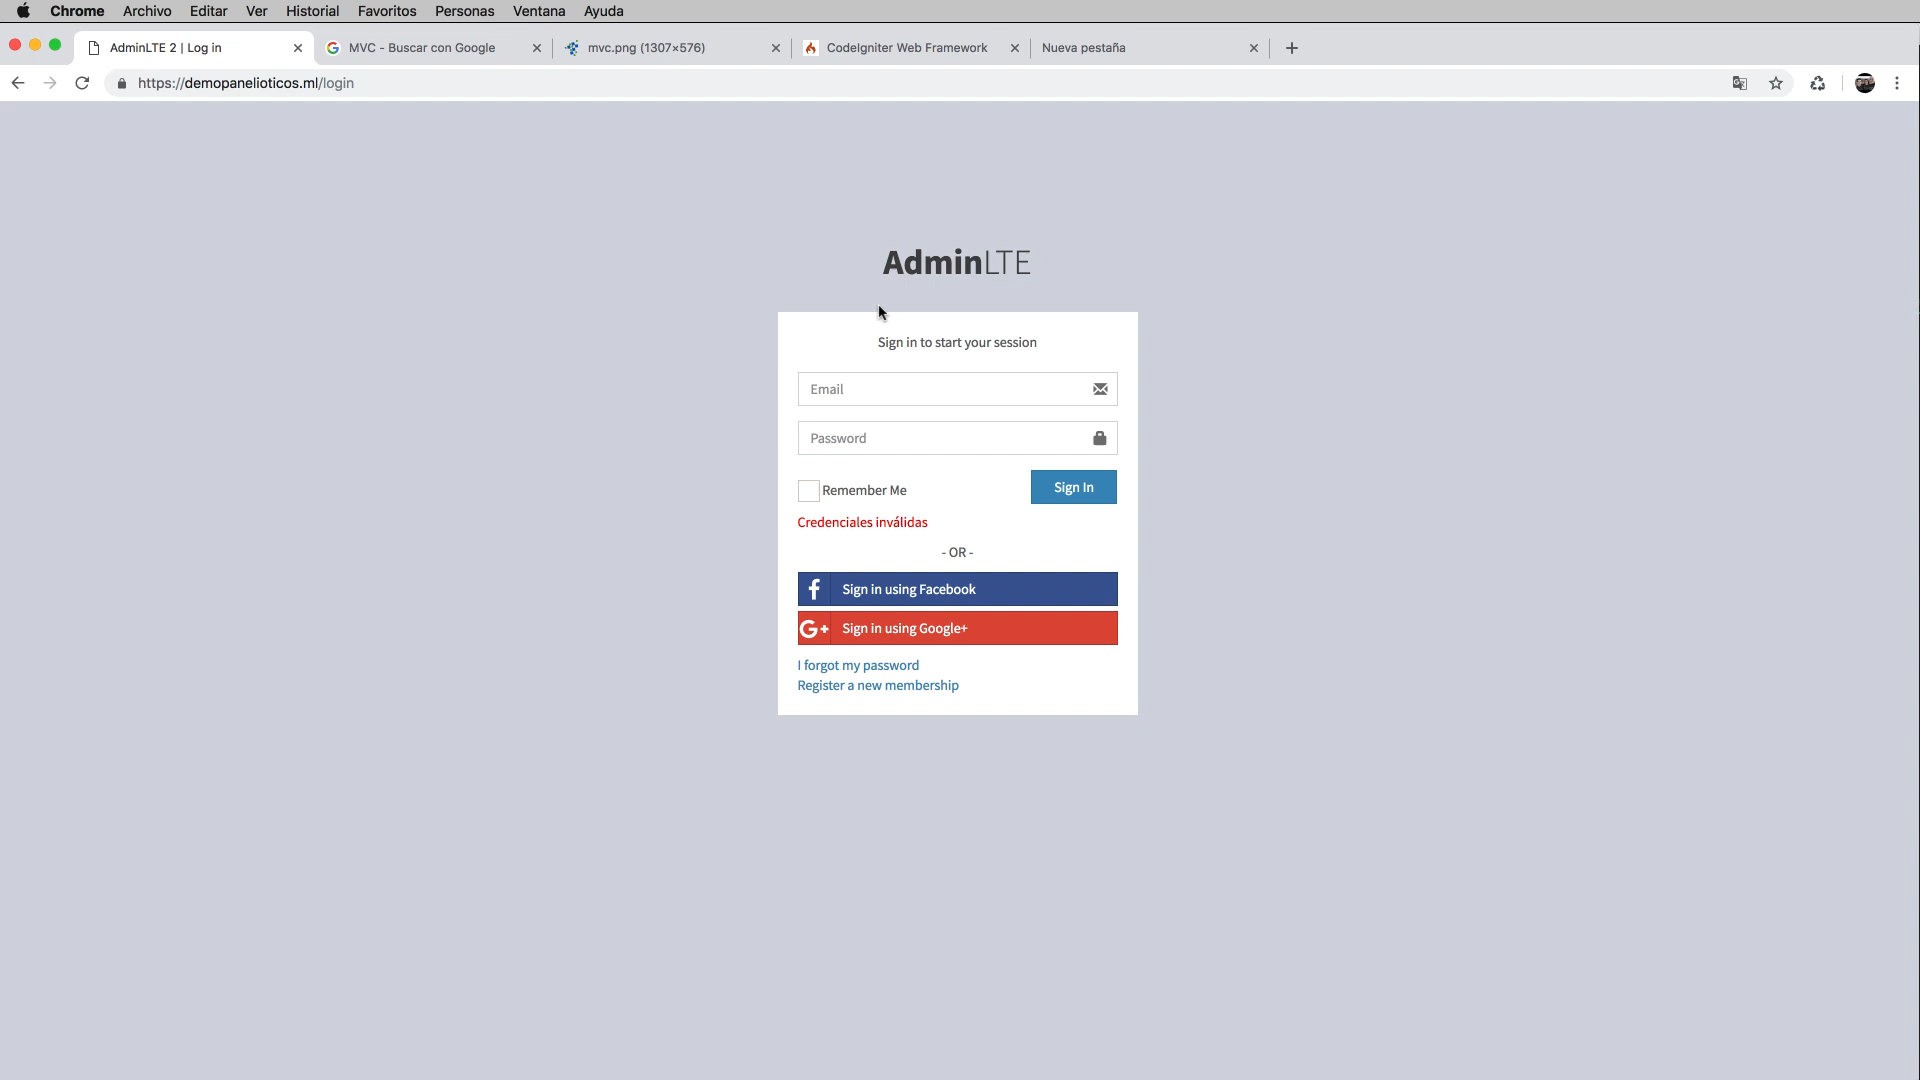 Chrome Archivo Editar Ver Historial Favoritos Personas Ventana Ayuda
AdminLTE 2 | Log in
MVC - Buscar con Google
mvc.png (1307×576)
CodeIgniter Web Framework
Nueva pestaña
https://demopanelioticos.ml/login
AdminLTE
Sign in to start your session
Email
Password
Remember Me
Sign In
Credenciales inválidas
- OR -
Sign in using Facebook
G+ Sign in using Google+
I forgot my password
Register a new membership